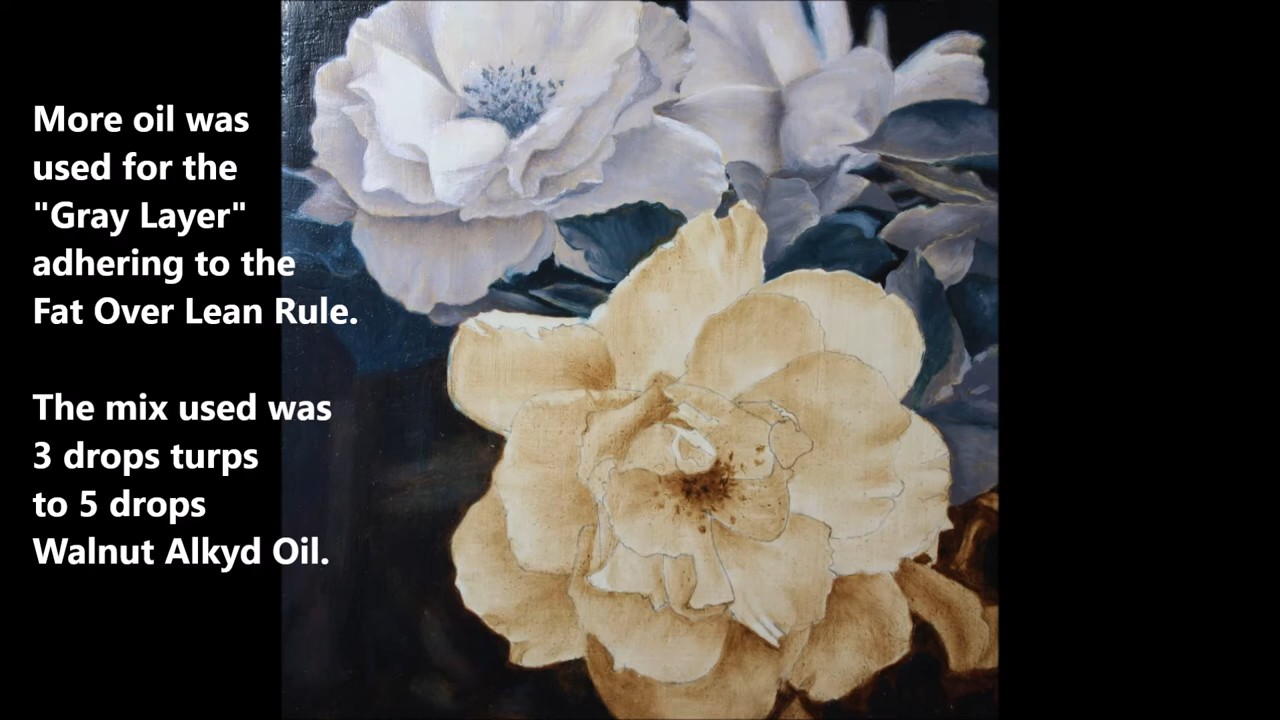 More oil was
used for the
"Gray Layer"
adhering to the
Fat Over Lean Rule.
The mix used was
3 drops turps
to 5 drops
Walnut Alkyd Oil.